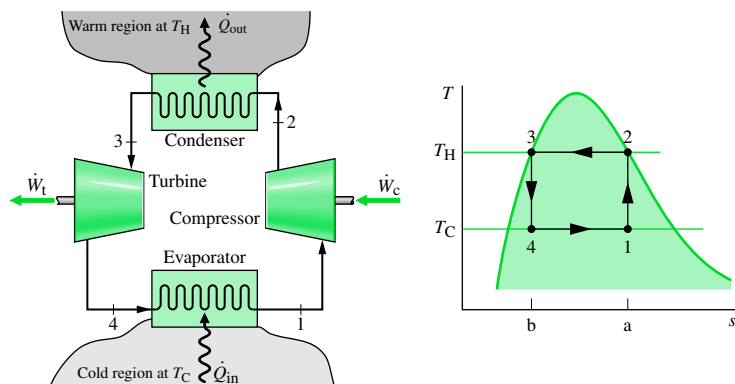 Warm region at T_H
Q̇_out
Condenser
3
2
Turbine
Ẇ_t
Compressor
Ẇ_c
Evaporator
4
1
Cold region at T_C
Q̇_in
T
3
2
T_H
T_C
4
1
b
a
s